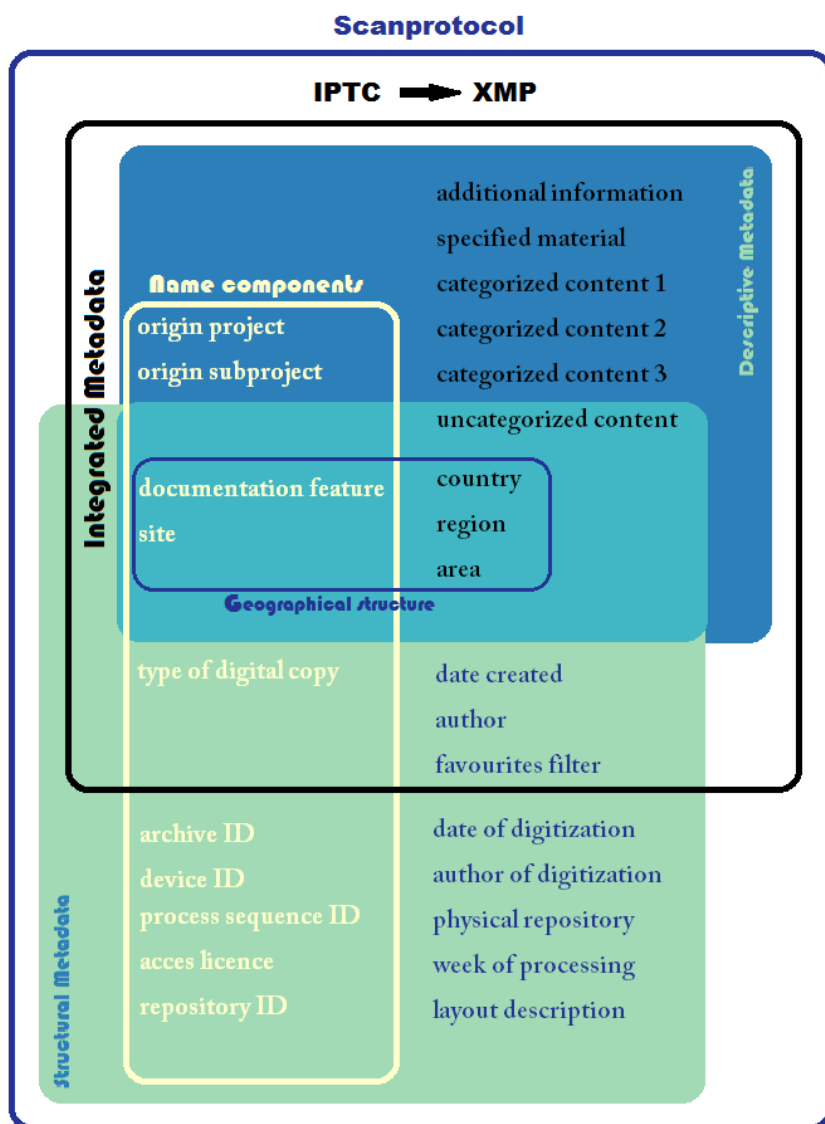 Scanprotocol
IPTC XMP
Integrated Metadata
Descriptive Metadata
Structural Metadata
Name components
origin project
origin subproject
documentation feature
site
type of digital copy
archive ID
device ID
process sequence ID
acces licence
repository ID
additional information
specified material
categorized content 1
categorized content 2
categorized content 3
uncategorized content
country
region
area
Geographical structure
date created
author
favourites filter
date of digitization
author of digitization
physical repository
week of processing
layout description